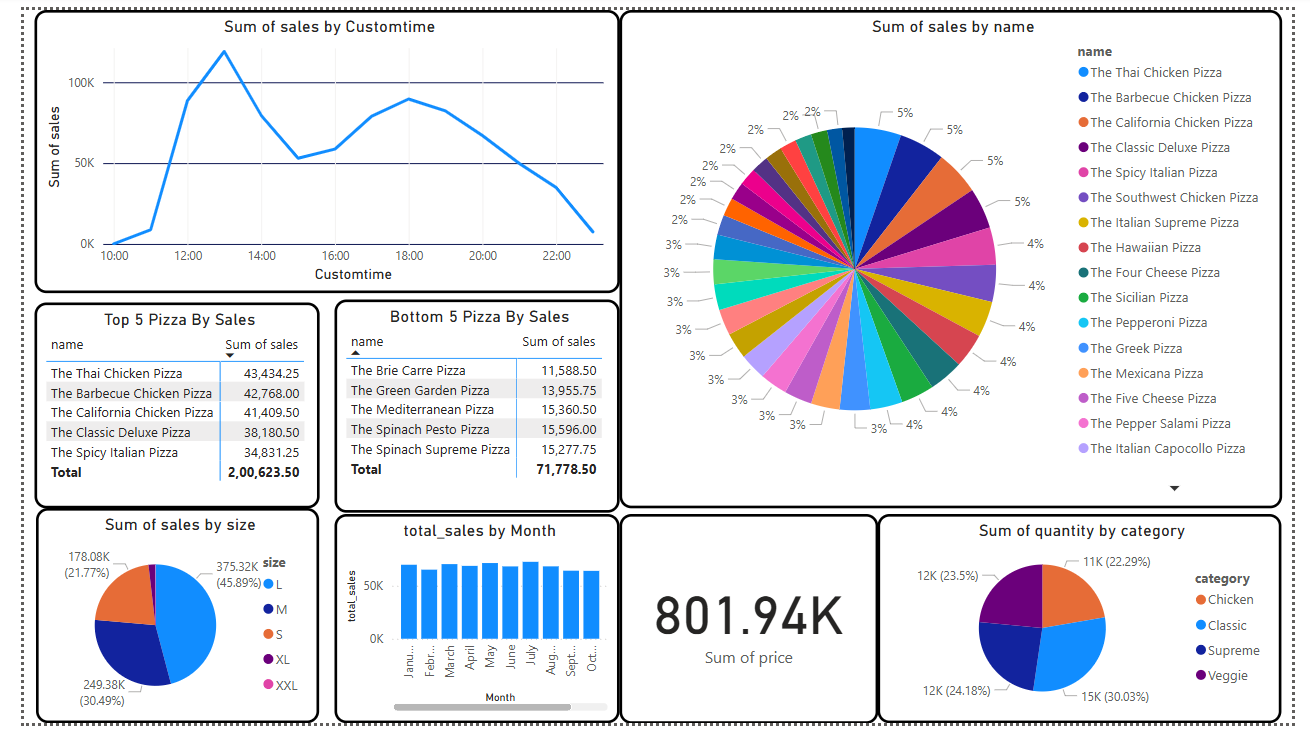 Sum of sales by Customtime
100K
50K
0K
Sum of sales
10:00 12:00 14:00 16:00 18:00 20:00 22:00
Customtime
Sum of sales by name
2% 2% 5%
2% 5%
2% 5%
2% 5%
2% 4%
2% 4%
2% 4%
3% 4%
3% 4%
3% 4%
3% 4%
3% 3%
3%
3%
3%
name
The Thai Chicken Pizza
The Barbecue Chicken Pizza
The California Chicken Pizza
The Classic Deluxe Pizza
The Spicy Italian Pizza
The Southwest Chicken Pizza
The Italian Supreme Pizza
The Hawaiian Pizza
The Four Cheese Pizza
The Sicilian Pizza
The Pepperoni Pizza
The Greek Pizza
The Mexicana Pizza
The Five Cheese Pizza
The Pepper Salami Pizza
The Italian Capocollo Pizza
Top 5 Pizza By Sales
name Sum of sales
The Thai Chicken Pizza 43,434.25
The Barbecue Chicken Pizza 42,768.00
The California Chicken Pizza 41,409.50
The Classic Deluxe Pizza 38,180.50
The Spicy Italian Pizza 34,831.25
Total 2,00,623.50
Bottom 5 Pizza By Sales
name Sum of sales
The Brie Carre Pizza 11,588.50
The Green Garden Pizza 13,955.75
The Mediterranean Pizza 15,360.50
The Spinach Pesto Pizza 15,596.00
The Spinach Supreme Pizza 15,277.75
Total 71,778.50
Sum of sales by size
178.08K
(21.77%)
375.32K
(45.89%)
249.38K
(30.49%)
size
L
M
S
XL
XXL
total_sales by Month
50K
0K
total_sales
Janu... Febr... March April May June July Aug... Sept... Oct...
Month
801.94K
Sum of price
Sum of quantity by category
12K (23.5%)
11K (22.29%)
12K (24.18%)
15K (30.03%)
category
Chicken
Classic
Supreme
Veggie